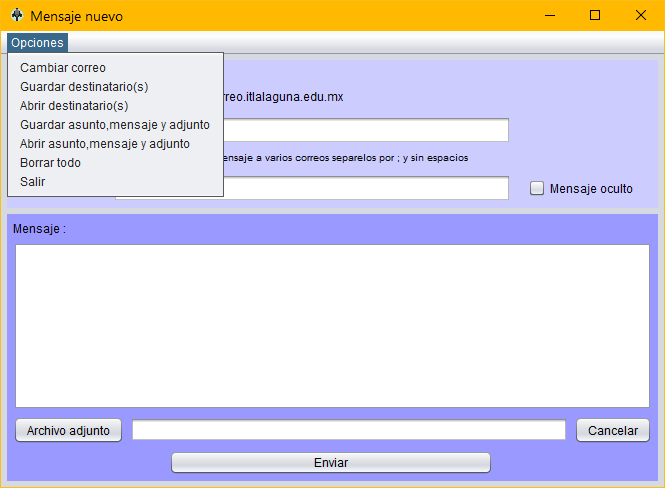 Mensaje nuevo
Opciones
Cambiar correo
Guardar destinatario(s)
Abrir destinatario(s)
Guardar asunto,mensaje y adjunto
Abrir asunto,mensaje y adjunto
Borrar todo
Salir
rreo.itlalaguna.edu.mx
ensaje a varios correos separelos por ; y sin espacios
Mensaje oculto
Mensaje :
Archivo adjunto
Cancelar
Enviar